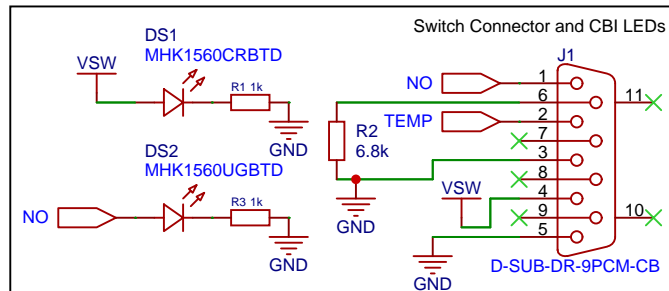 Switch Connector and CBI LEDs
DS1
MHK1560CRBTD
VSW
R1 1k
GND
DS2
MHK1560UGBTD
NO
R3 1k
GND
J1
NO
1
6
11
TEMP
2
R2
6.8k
7
3
8
VSW
4
GND
9
10
5
GND
D-SUB-DR-9PCM-CB